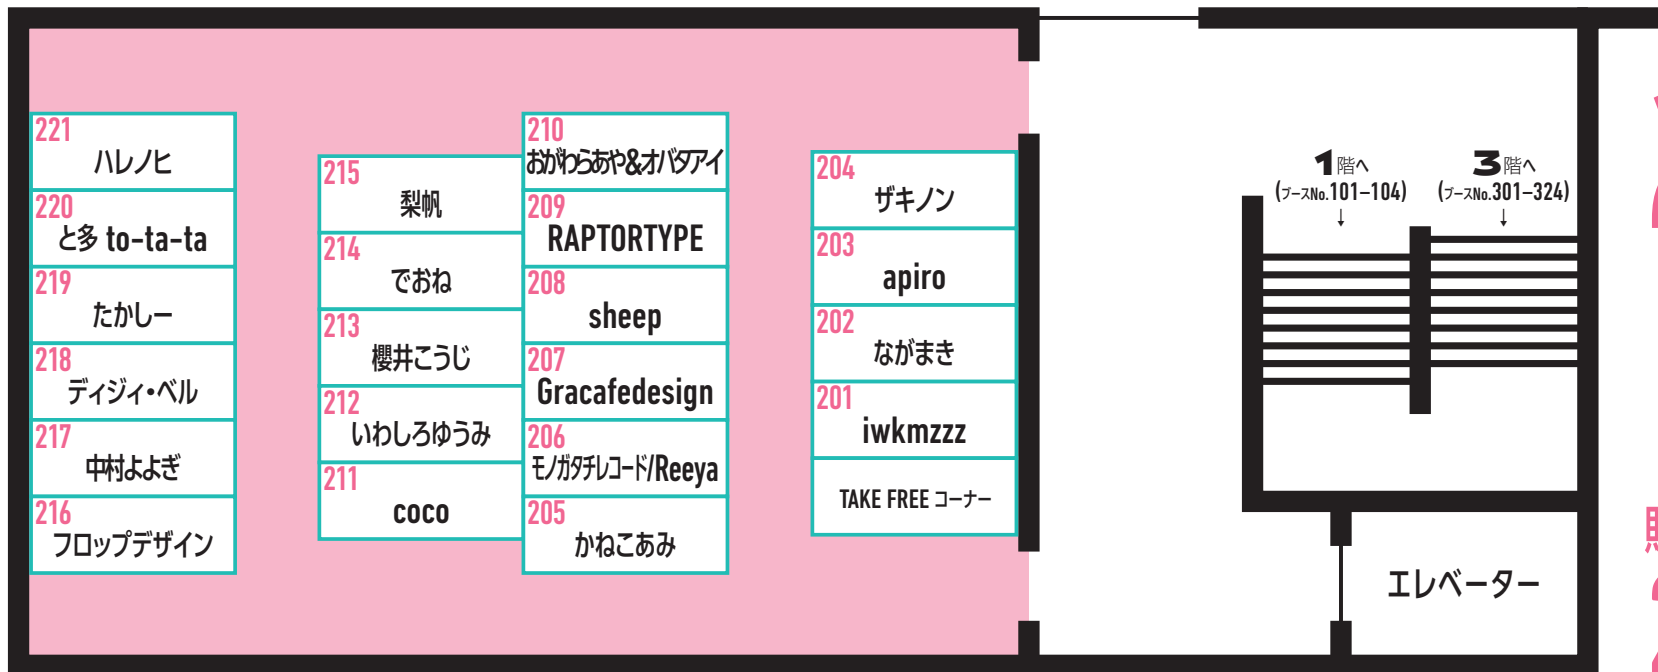 221
ハレノヒ
220
と多 to-ta-ta
219
たかしー
218
ディジィ・ベル
217
中村よよぎ
216
フロップデザイン
215
梨帆
214
でおね
213
櫻井こうじ
212
いわしろゆうみ
211
coco
210
おがわらあや&オバタアイ
209
RAPTORTYPE
208
sheep
207
Gracafedesign
206
モノガタチレコード/Reeya
205
かねこあみ
204
ザキノン
203
apiro
202
ながまき
201
iwkmzzz
TAKE FREE コーナー
1階へ
(ブースNo.101–104)
↓
3階へ
(ブースNo.301–324)
↓
エレベーター